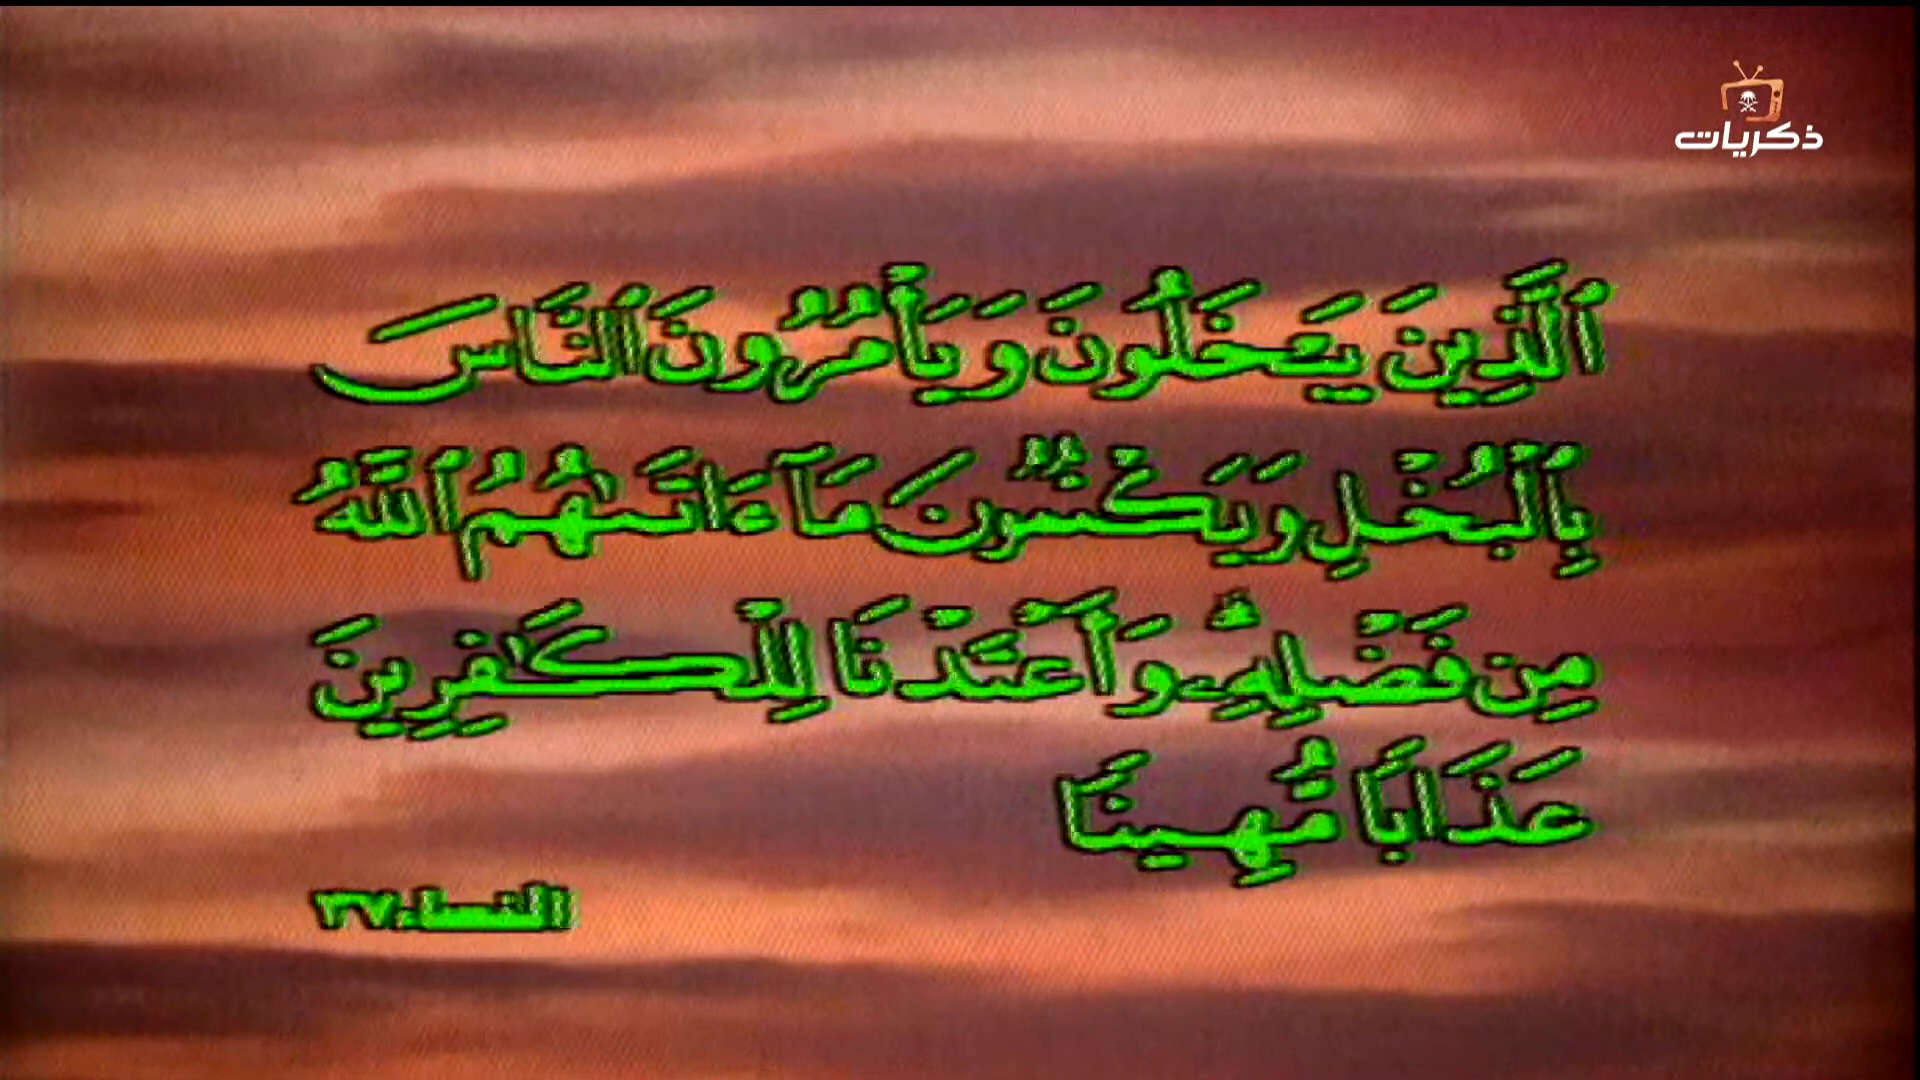 ذكريات
ٱلَّذِينَ يَبْخَلُونَ وَيَأْمُرُونَ ٱلنَّاسَ
بِٱلْبُخْلِ وَيَكْتُمُونَ مَآ ءَاتَىٰهُمُ ٱللَّهُ
مِن فَضْلِهِۦ وَأَعْتَدْنَا لِلْكَـٰفِرِينَ
عَذَابًا مُّهِينًا
النساء ٣٧